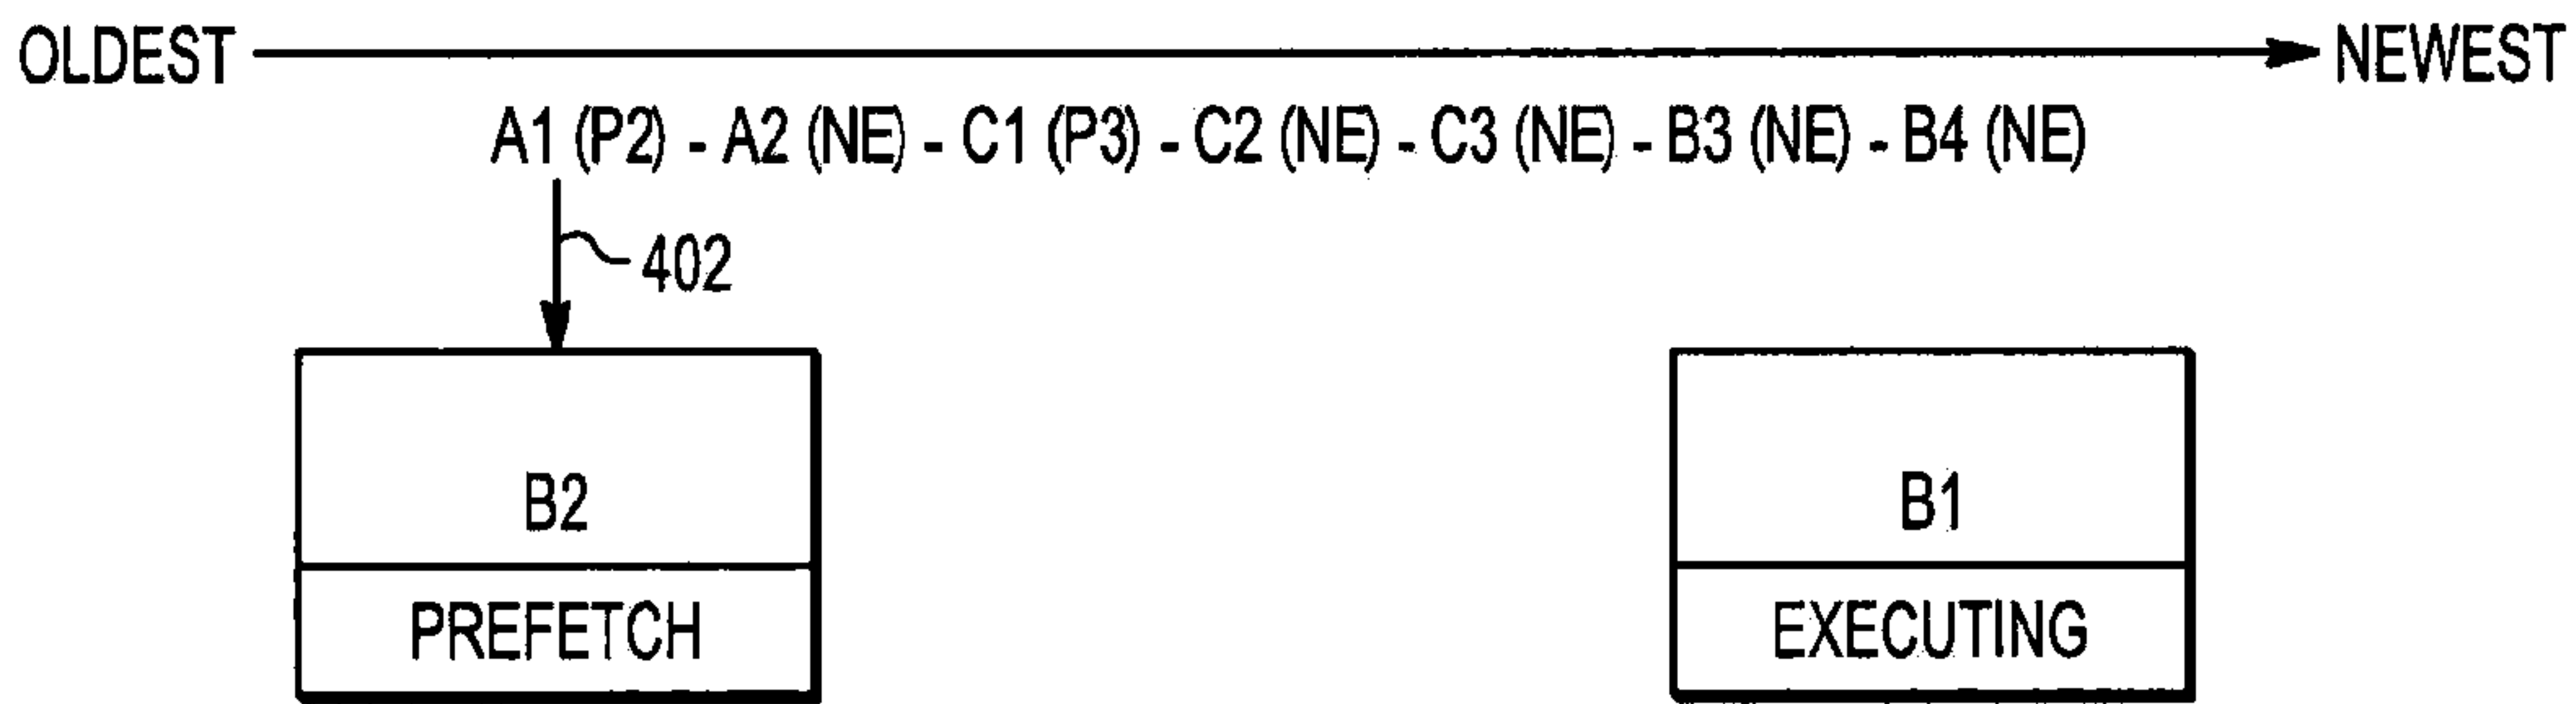 OLDEST NEWEST
A1 (P2) - A2 (NE) - C1 (P3) - C2 (NE) - C3 (NE) - B3 (NE) - B4 (NE)
402
B2 B1
PREFETCH EXECUTING